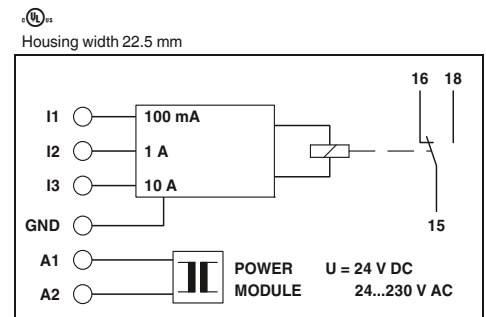 c UL us
Housing width 22.5 mm
16 18
I1 100 mA
I2 1 A
I3 10 A
GND
15
A1
A2
POWER U = 24 V DC
MODULE 24...230 V AC